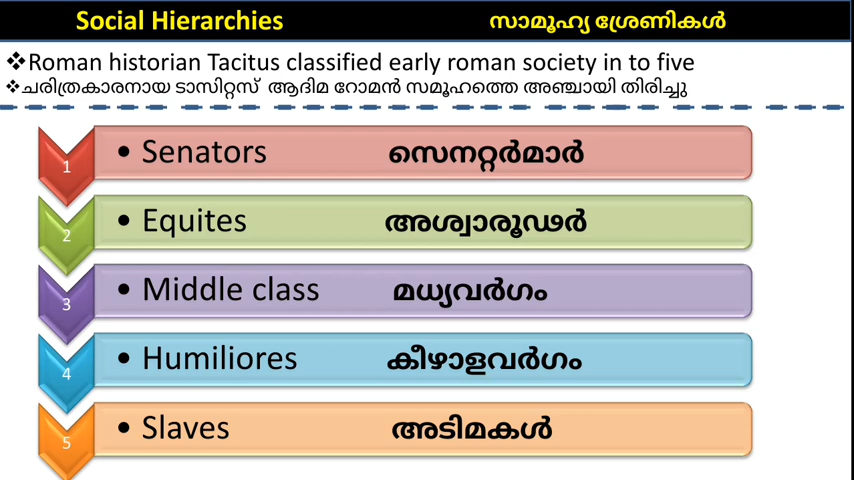 Social Hierarchies സാമൂഹ്യ ശ്രേണികൾ
❖Roman historian Tacitus classified early roman society in to five
❖ചരിത്രകാരനായ ടാസിറ്റസ് ആദിമ റോമൻ സമൂഹത്തെ അഞ്ചായി തിരിച്ചു
1 • Senators സെനറ്റർമാർ
2 • Equites അശ്വാരൂഢർ
3 • Middle class മധ്യവർഗം
4 • Humiliores കീഴാളവർഗം
5 • Slaves അടിമകൾ